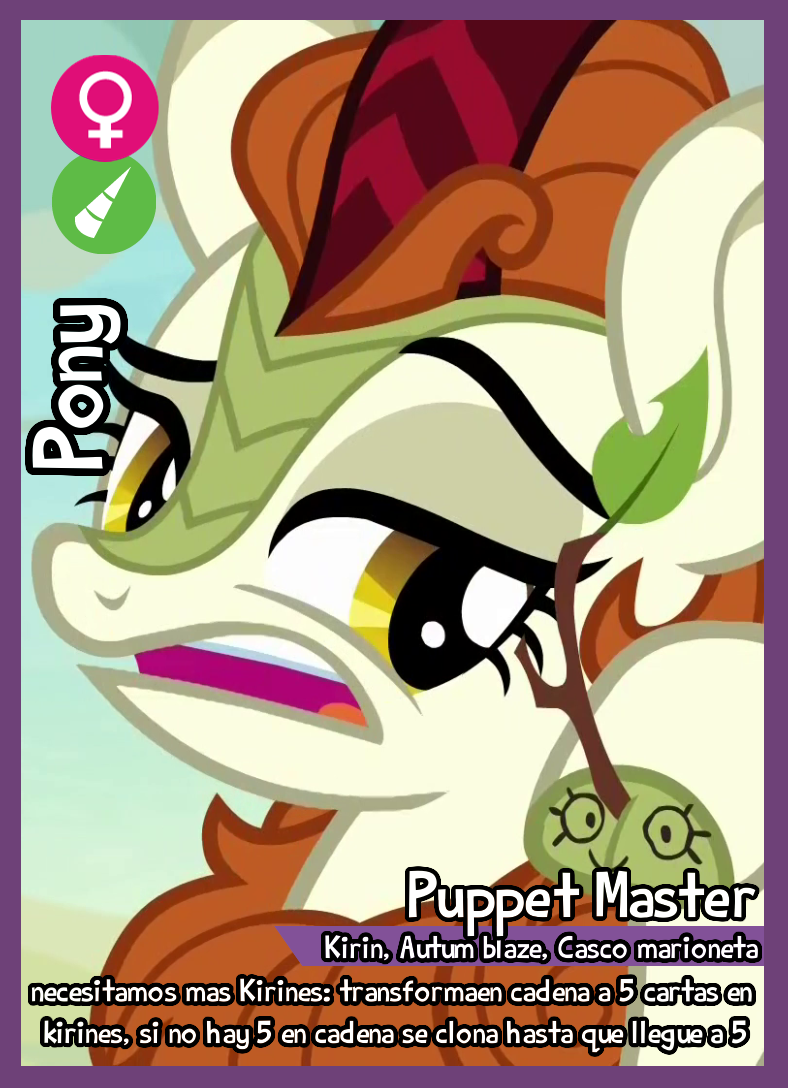 Pony
Puppet Master
Kirin, Autum blaze, Casco marioneta
necesitamos mas Kirines: transformaen cadena a 5 cartas en
kirines, si no hay 5 en cadena se clona hasta que llegue a 5